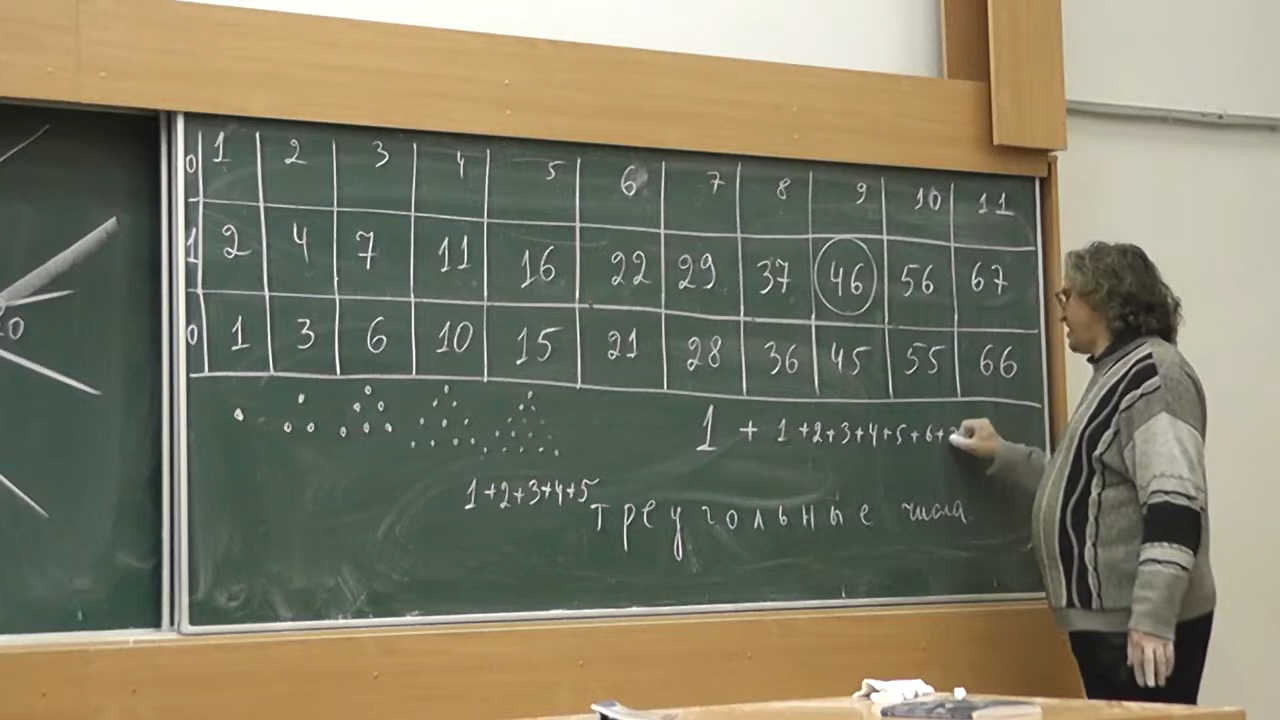 0 1 2 3 4 5 6 7 8 9 10 11
1 2 4 7 11 16 22 29 37 46 56 67
0 1 3 6 10 15 21 28 36 45 55 66
1 + 1+2+3+4+5+6+
1+2+3+4+5
треугольные числа